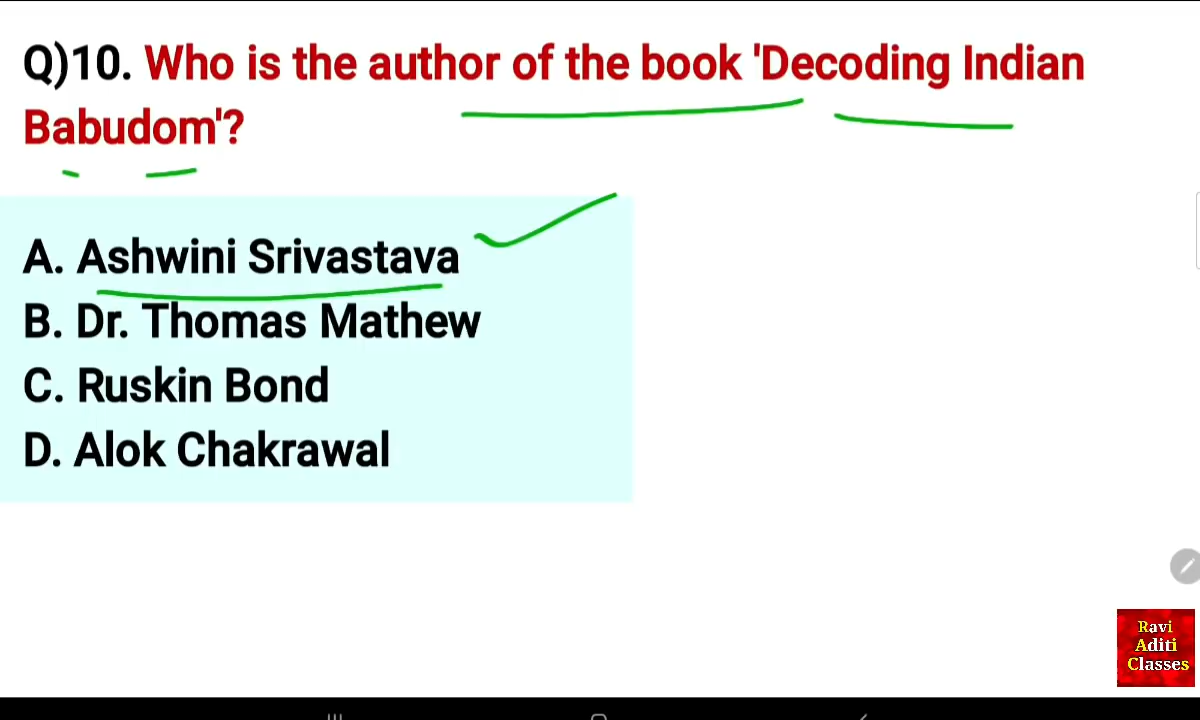 Q)10. Who is the author of the book 'Decoding Indian
Babudom'?
A. Ashwini Srivastava
B. Dr. Thomas Mathew
C. Ruskin Bond
D. Alok Chakrawal
Ravi
Aditi
Classes